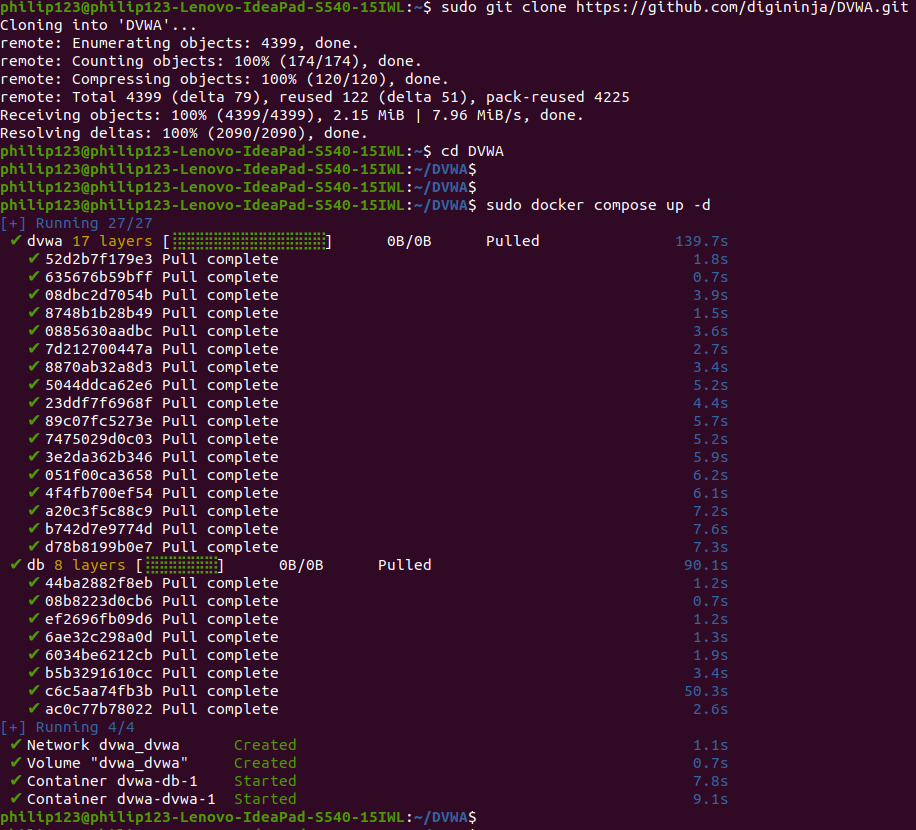 philip123@philip123-Lenovo-IdeaPad-S540-15IWL:~$ sudo git clone https://github.com/digininja/DVWA.git
Cloning into 'DVWA'...
remote: Enumerating objects: 4399, done.
remote: Counting objects: 100% (174/174), done.
remote: Compressing objects: 100% (120/120), done.
remote: Total 4399 (delta 79), reused 122 (delta 51), pack-reused 4225
Receiving objects: 100% (4399/4399), 2.15 MiB | 7.96 MiB/s, done.
Resolving deltas: 100% (2090/2090), done.
philip123@philip123-Lenovo-IdeaPad-S540-15IWL:~$ cd DVWA
philip123@philip123-Lenovo-IdeaPad-S540-15IWL:~/DVWA$
philip123@philip123-Lenovo-IdeaPad-S540-15IWL:~/DVWA$
philip123@philip123-Lenovo-IdeaPad-S540-15IWL:~/DVWA$ sudo docker compose up -d
[+] Running 27/27
✔ dvwa 17 layers [⣿⣿⣿⣿⣿⣿⣿⣿⣿⣿⣿⣿⣿⣿⣿⣿⣿] 0B/0B Pulled 139.7s
✔ 52d2b7f179e3 Pull complete 1.8s
✔ 635676b59bff Pull complete 0.7s
✔ 08dbc2d7054b Pull complete 3.9s
✔ 8748b1b28b49 Pull complete 1.5s
✔ 0885630aadbc Pull complete 3.6s
✔ 7d212700447a Pull complete 2.7s
✔ 8870ab32a8d3 Pull complete 3.4s
✔ 5044ddca62e6 Pull complete 5.2s
✔ 23ddf7f6968f Pull complete 4.4s
✔ 89c07fc5273e Pull complete 5.7s
✔ 7475029d0c03 Pull complete 5.2s
✔ 3e2da362b346 Pull complete 5.9s
✔ 051f00ca3658 Pull complete 6.2s
✔ 4f4fb700ef54 Pull complete 6.1s
✔ a20c3f5c88c9 Pull complete 7.2s
✔ b742d7e9774d Pull complete 7.6s
✔ d78b8199b0e7 Pull complete 7.3s
✔ db 8 layers [⣿⣿⣿⣿⣿⣿⣿⣿] 0B/0B Pulled 90.1s
✔ 44ba2882f8eb Pull complete 1.2s
✔ 08b8223d0cb6 Pull complete 0.7s
✔ ef2696fb09d6 Pull complete 1.2s
✔ 6ae32c298a0d Pull complete 1.3s
✔ 6034be6212cb Pull complete 1.9s
✔ b5b3291610cc Pull complete 3.4s
✔ c6c5aa74fb3b Pull complete 50.3s
✔ ac0c77b78022 Pull complete 2.6s
[+] Running 4/4
✔ Network dvwa_dvwa Created 1.1s
✔ Volume "dvwa_dvwa" Created 0.7s
✔ Container dvwa-db-1 Started 7.8s
✔ Container dvwa-dvwa-1 Started 9.1s
philip123@philip123-Lenovo-IdeaPad-S540-15IWL:~/DVWA$